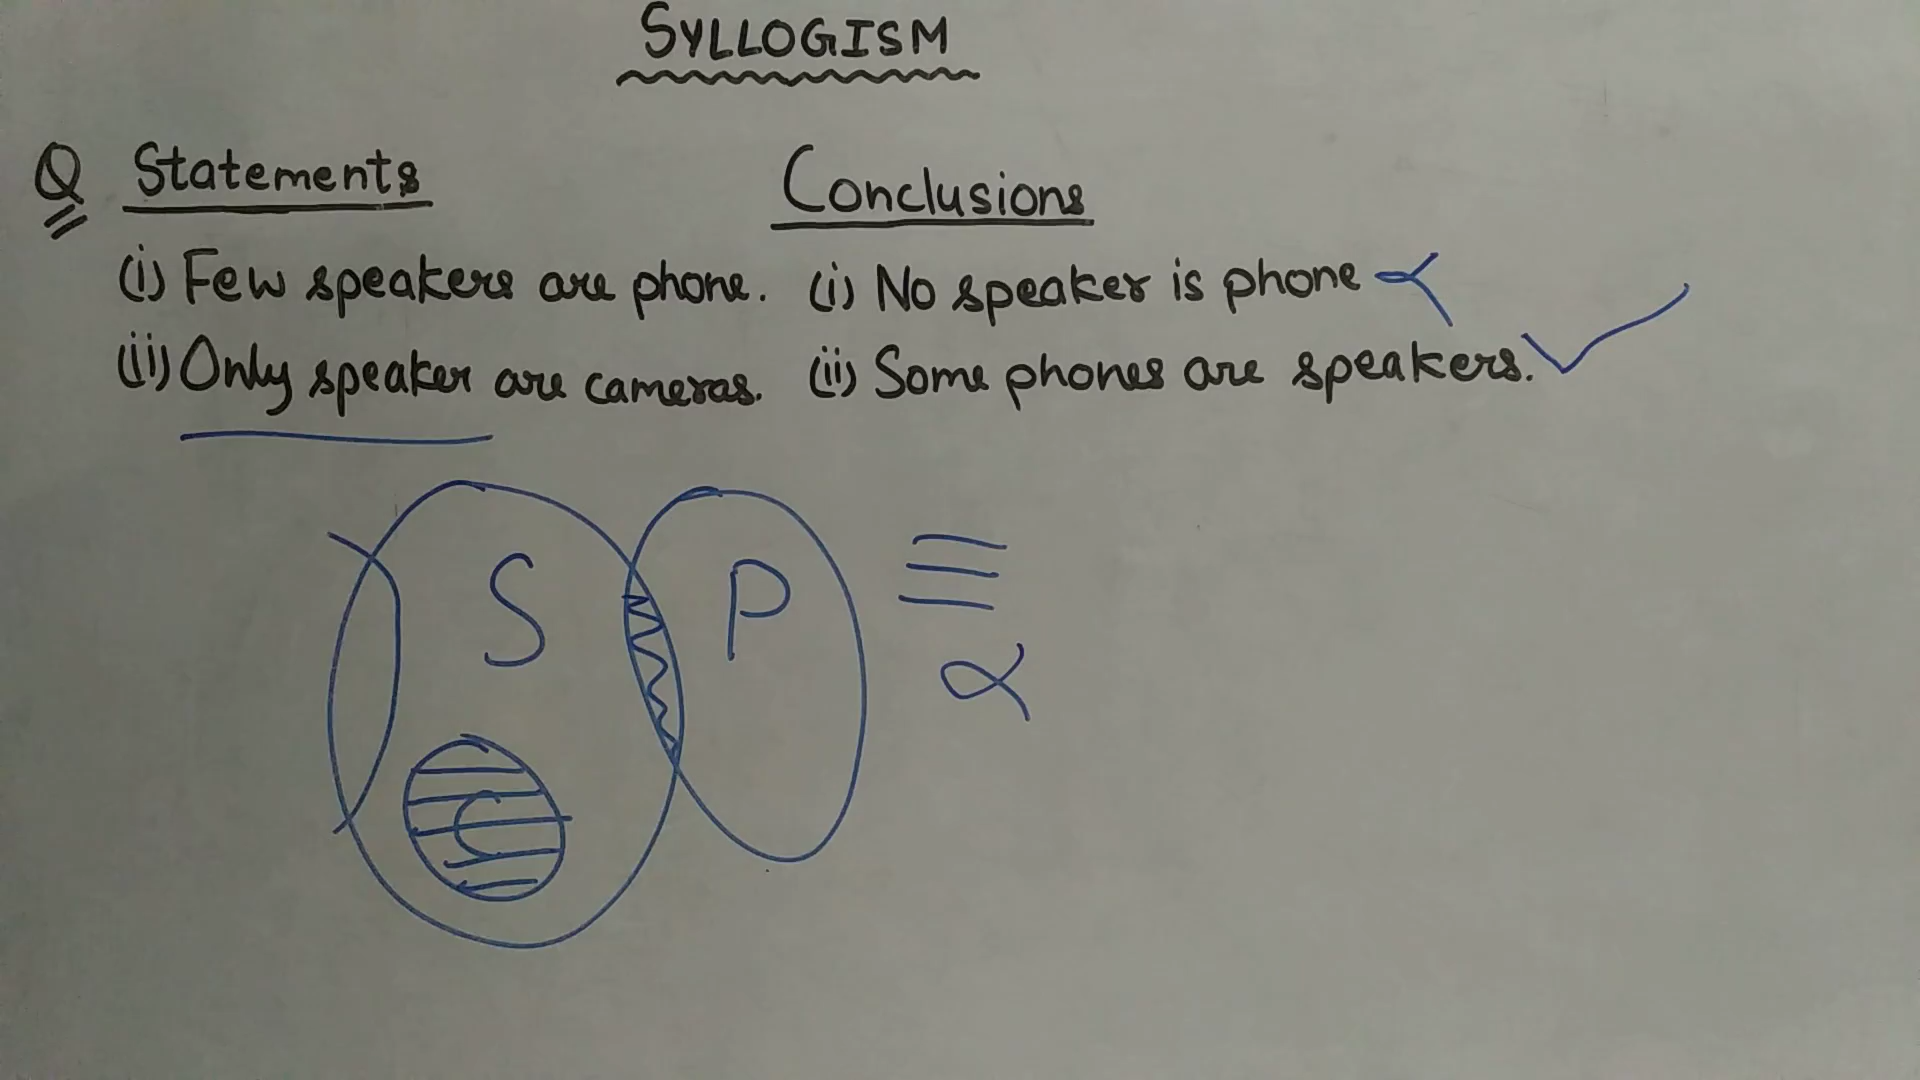 SYLLOGISM
Q Statements Conclusions
(i) Few speakers are phone. (i) No speaker is phone
(ii) Only speaker are cameras. (ii) Some phones are speakers.
S P
C